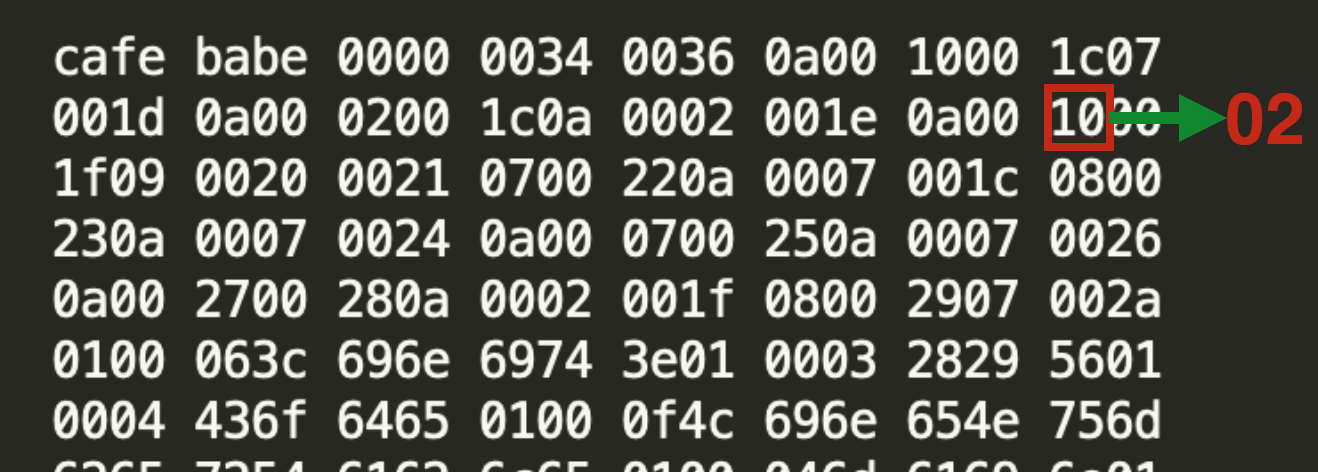 cafe babe 0000 0034 0036 0a00 1000 1c07
001d 0a00 0200 1c0a 0002 001e 0a00 1000 02
1f09 0020 0021 0700 220a 0007 001c 0800
230a 0007 0024 0a00 0700 250a 0007 0026
0a00 2700 280a 0002 001f 0800 2907 002a
0100 063c 696e 6974 3e01 0003 2829 5601
0004 436f 6465 0100 0f4c 696e 654e 756d